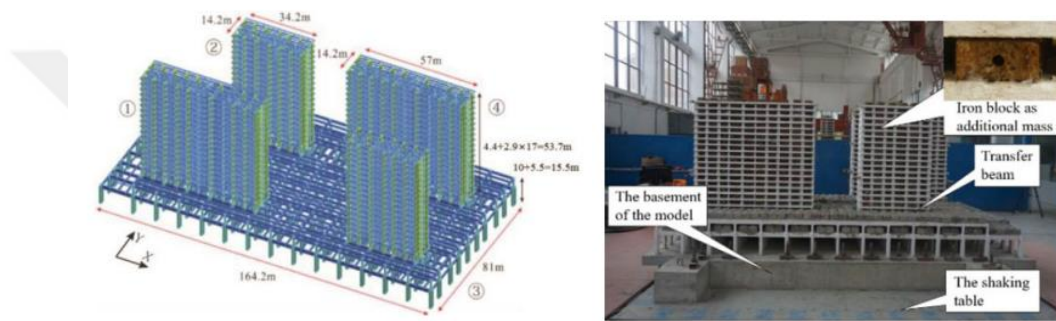 14.2m
34.2m
②
14.2m
57m
①
④
4.4+2.9×17=53.7m
10+5.5=15.5m
Y
X
164.2m
81m
③
Iron block as
additional mass
Transfer
beam
The basement
of the model
The shaking
table